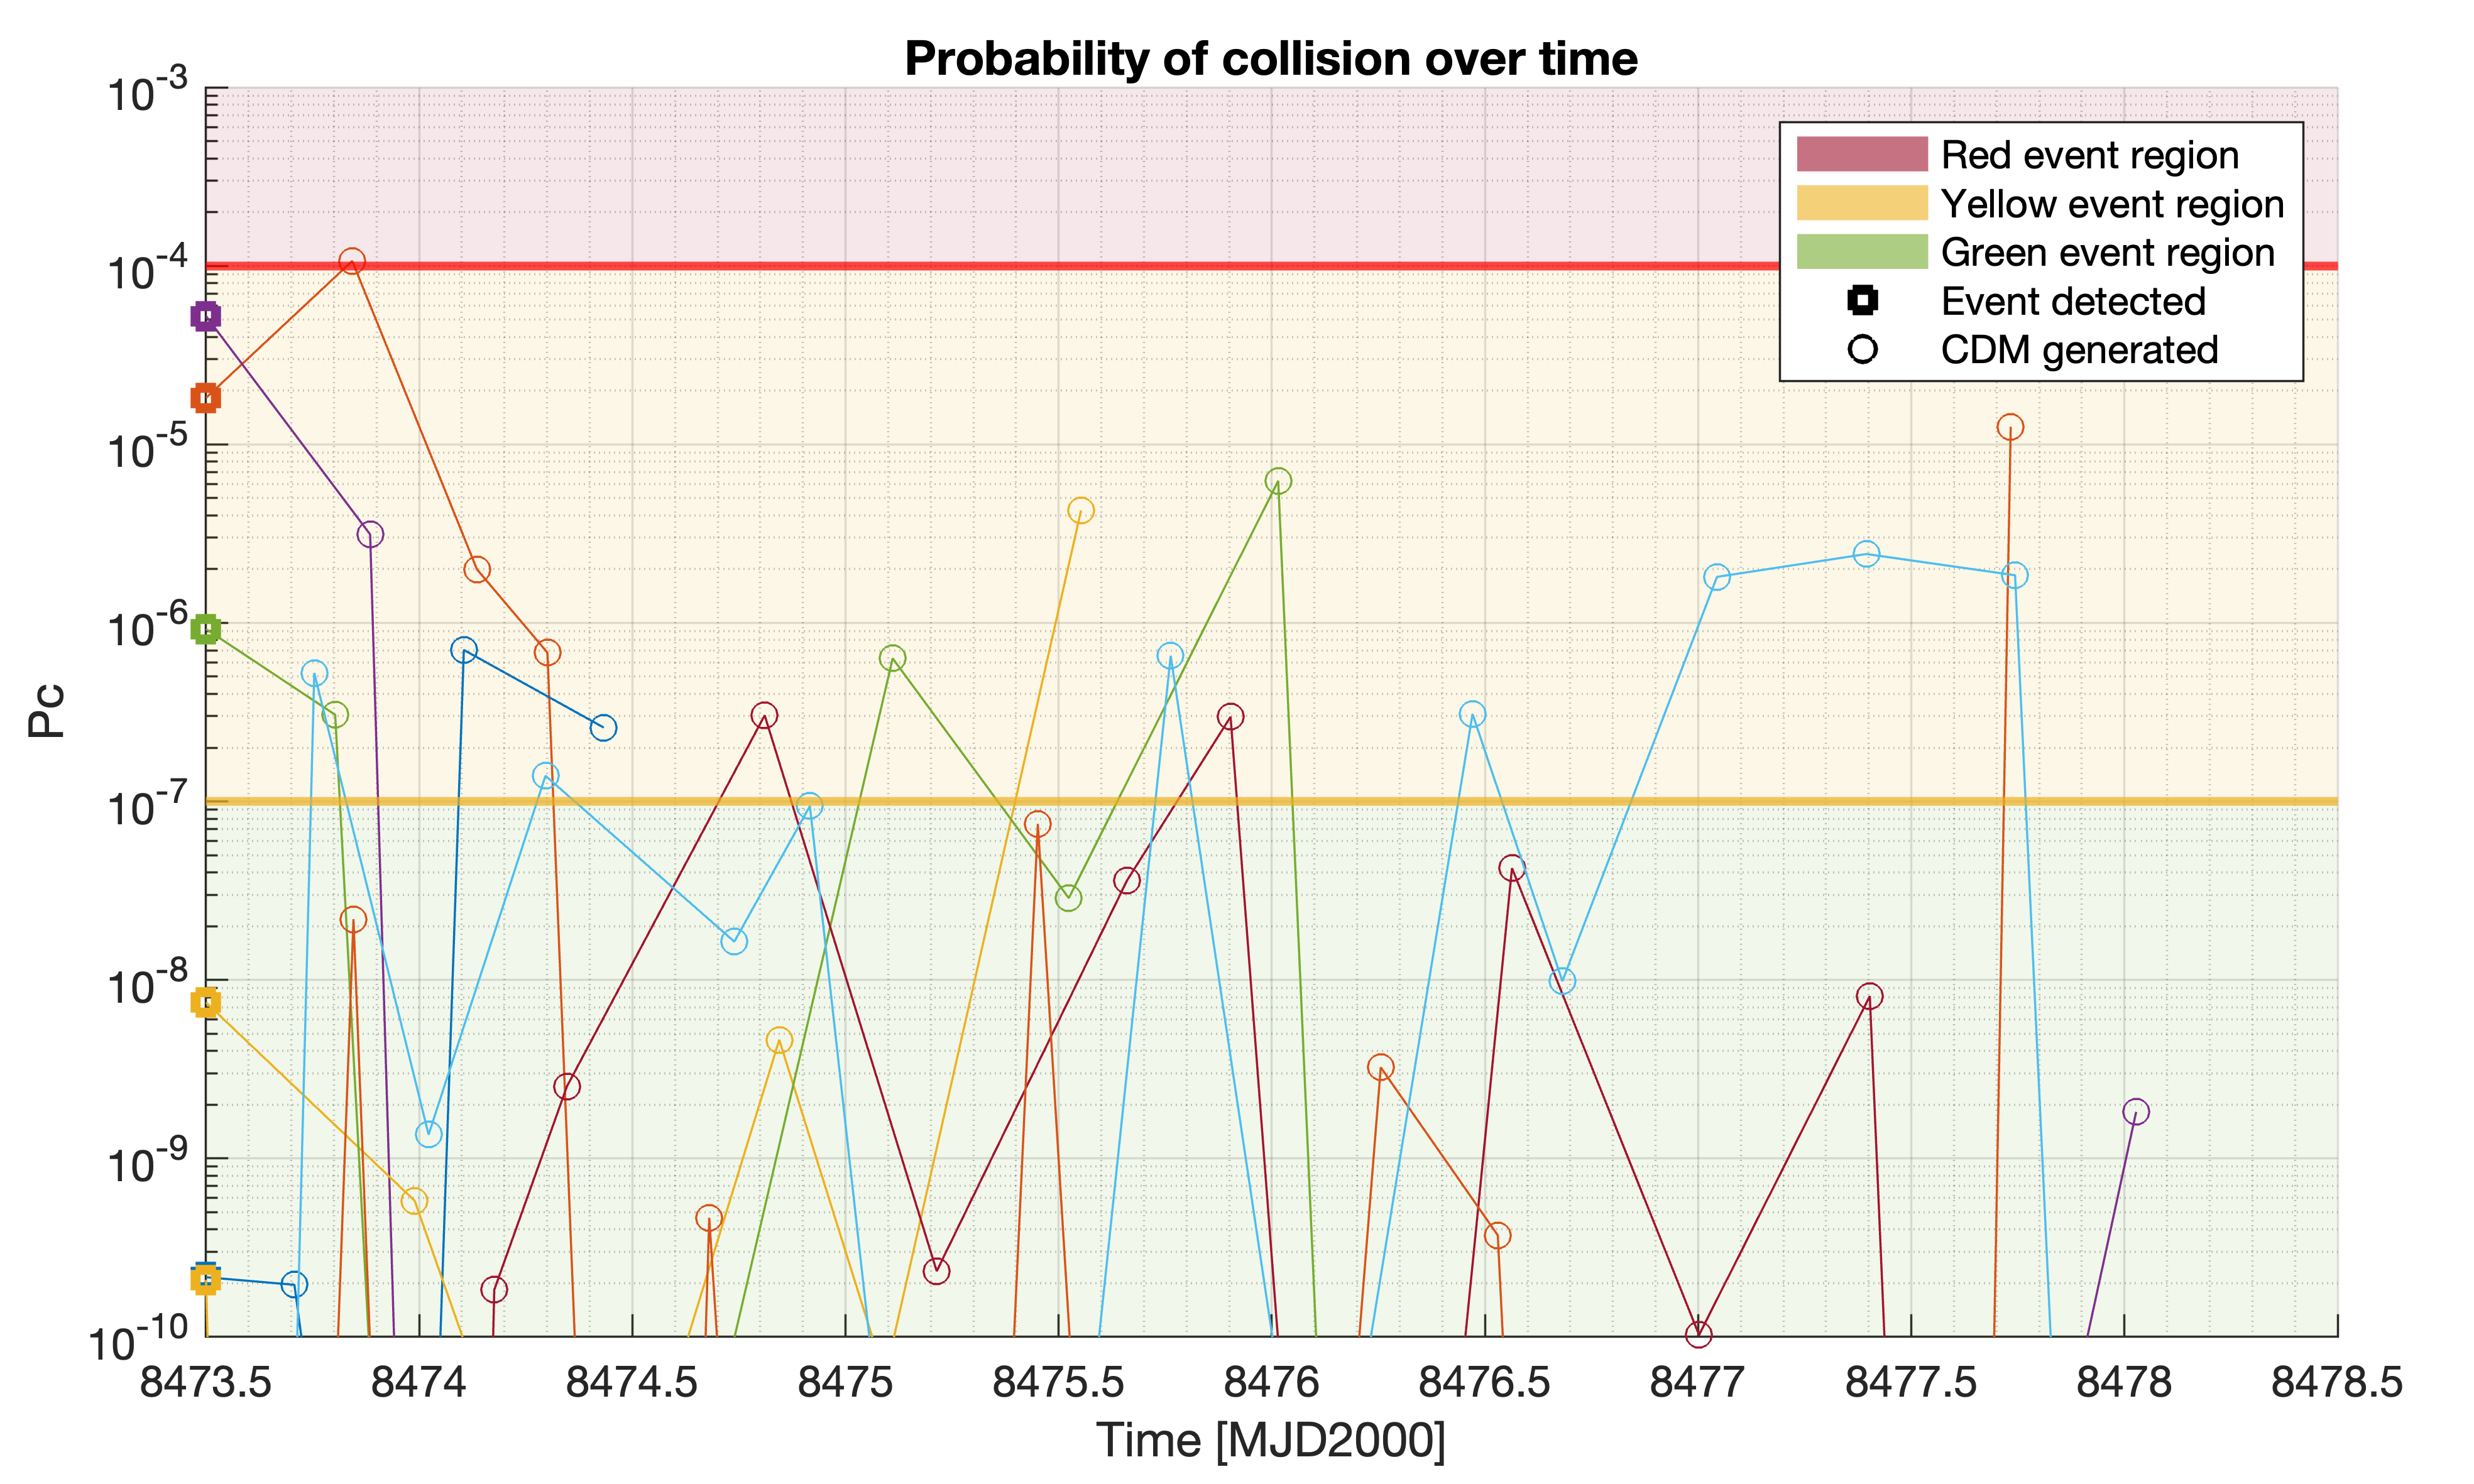 Probability of collision over time
10^-3
10^-4
10^-5
10^-6
10^-7
10^-8
10^-9
10^-10
Pc
Red event region
Yellow event region
Green event region
Event detected
CDM generated
8473.5 8474 8474.5 8475 8475.5 8476 8476.5 8477 8477.5 8478 8478.5
Time [MJD2000]